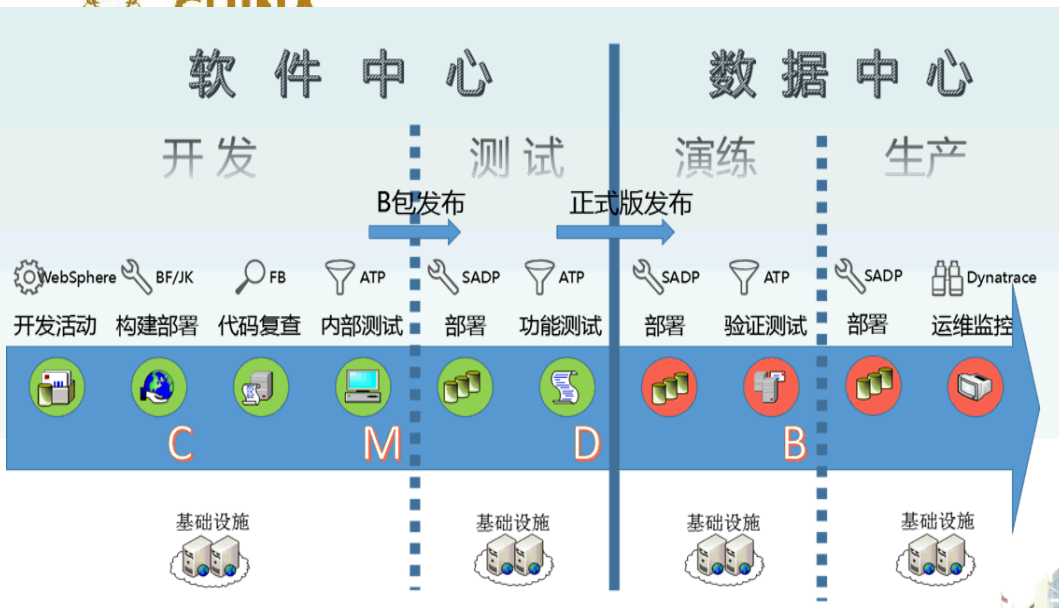 CHINA
软件中心 数据中心
开发 测试 演练 生产
B包发布 正式版发布
WebSphere BF/JK FB ATP SADP ATP SADP ATP SADP Dynatrace
开发活动 构建部署 代码复查 内部测试 部署 功能测试 部署 验证测试 部署 运维监控
C M D B
基础设施 基础设施 基础设施 基础设施